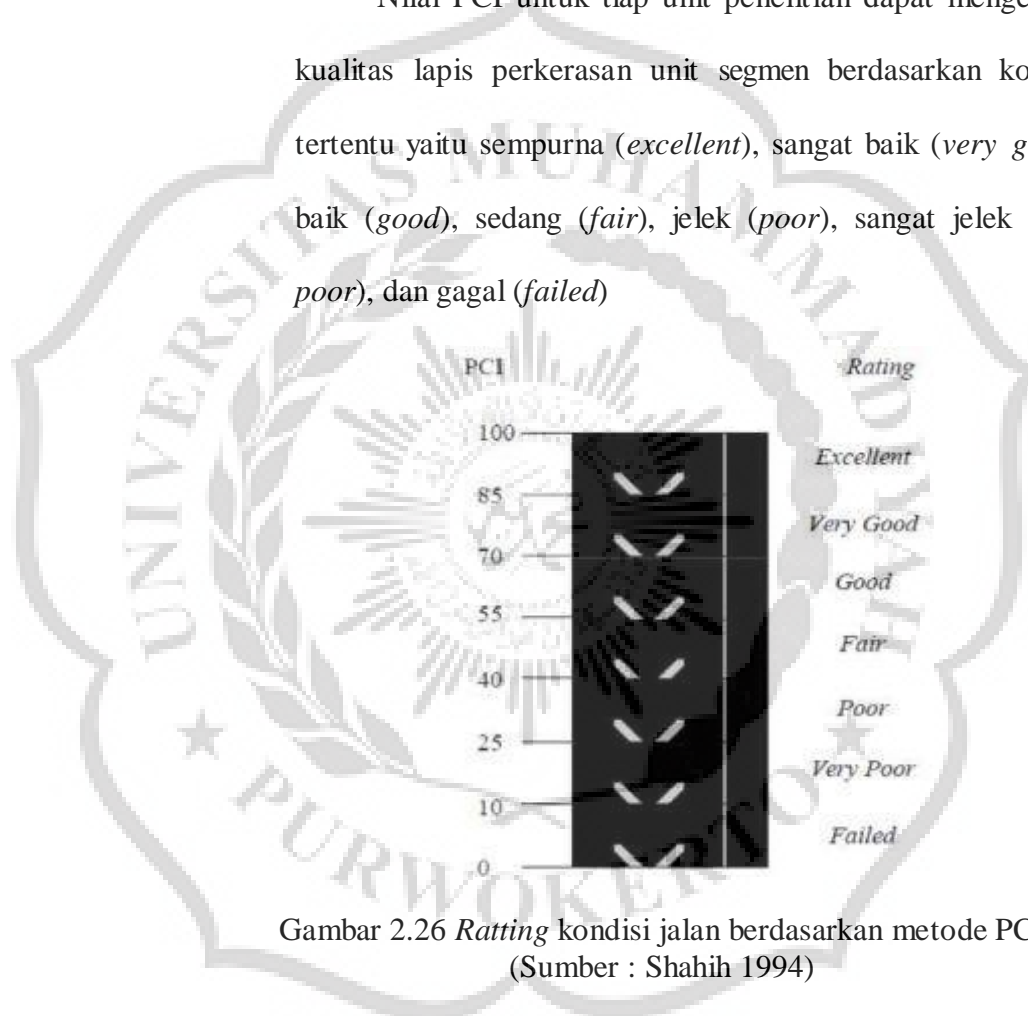 Nilai PCI untuk tiap unit penelitian dapat
kualitas lapis perkerasan unit segmen berdasarkan
tertentu yaitu sempurna (excellent), sangat baik (very
baik (good), sedang (fair), jelek (poor), sangat jelek
poor), dan gagal (failed)
PCI Rating
100
Excellent
85
Very Good
70
Good
55
Fair
40
Poor
25
Very Poor
10
Failed
0
Gambar 2.26 Ratting kondisi jalan berdasarkan metode
(Sumber : Shahih 1994)
UNIVERSITAS MUHAMMADIYAH
PURWOKERTO